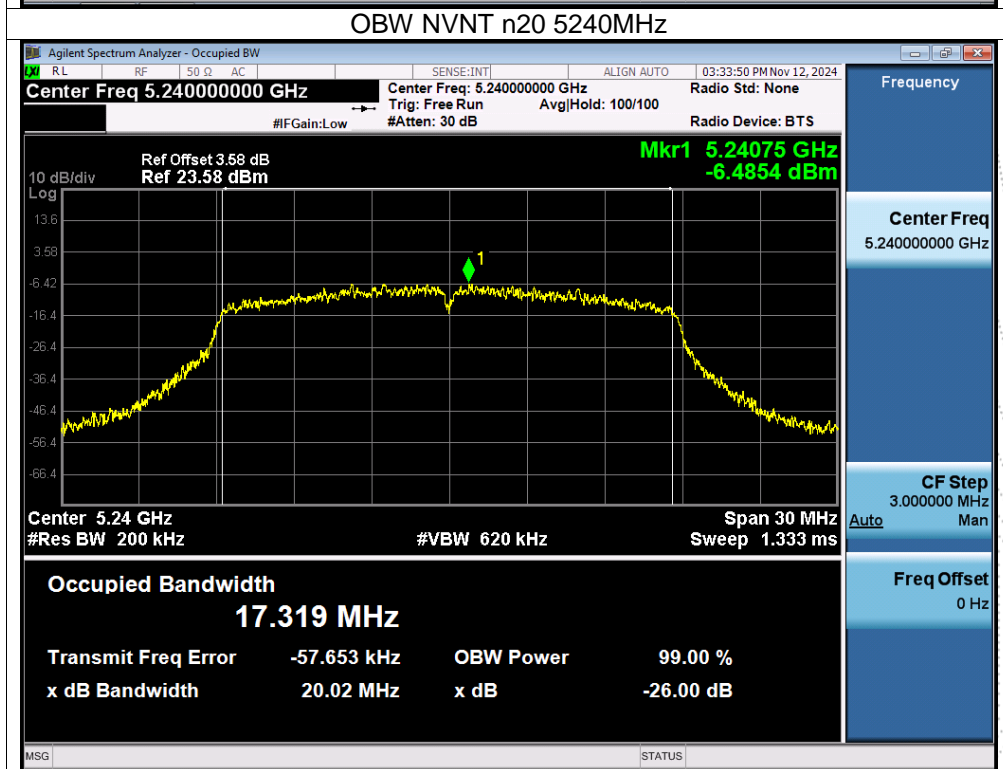 OBW NVNT n20 5240MHz
Agilent Spectrum Analyzer - Occupied BW
LXI RL RF 50 Ω AC SENSE:INT ALIGN AUTO 03:33:50 PM Nov 12, 2024
Center Freq 5.240000000 GHz
Center Freq: 5.240000000 GHz
Radio Std: None
Trig: Free Run Avg|Hold: 100/100
#IFGain:Low
#Atten: 30 dB
Radio Device: BTS
Frequency
Mkr1 5.24075 GHz
-6.4854 dBm
Ref Offset 3.58 dB
10 dB/div Ref 23.58 dBm
Log
13.6
3.58
-6.42
-16.4
-26.4
-36.4
-46.4
-56.4
-66.4
1
Center 5.24 GHz
Span 30 MHz
#Res BW 200 kHz
#VBW 620 kHz
Sweep 1.333 ms
Center Freq
5.240000000 GHz
CF Step
3.000000 MHz
Auto Man
Freq Offset
0 Hz
Occupied Bandwidth
17.319 MHz
Transmit Freq Error -57.653 kHz OBW Power 99.00 %
x dB Bandwidth 20.02 MHz x dB -26.00 dB
MSG STATUS